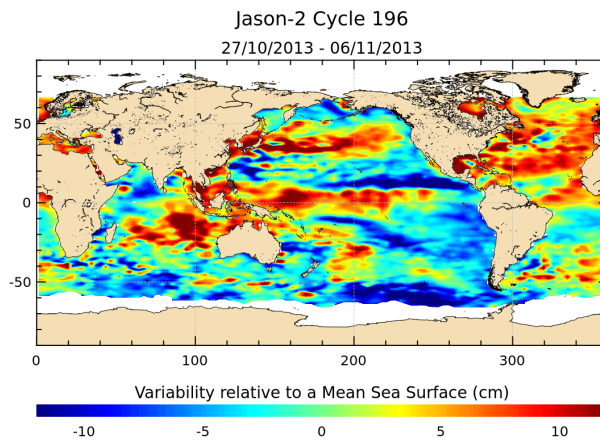 Jason-2 Cycle 196
27/10/2013 - 06/11/2013
50
0
-50
0 100 200 300
Variability relative to a Mean Sea Surface (cm)
-10 -5 0 5 10